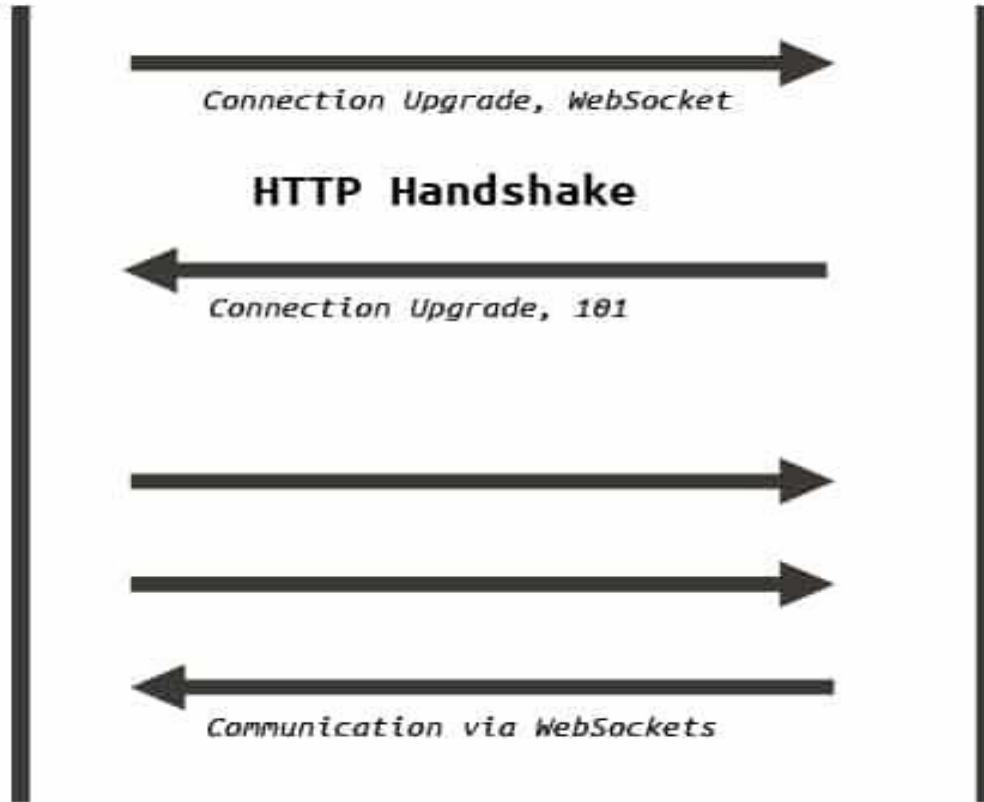 Connection Upgrade, WebSocket
HTTP Handshake
Connection Upgrade, 101
Communication via WebSockets